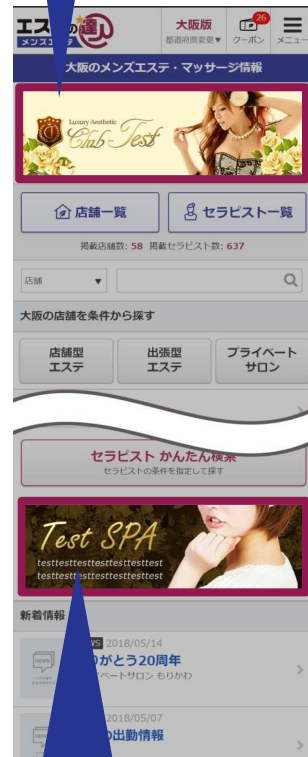 エステの達人
メンズエステ
大阪版
都道府県変更▼
26
クーポン
メニュー
大阪のメンズエステ・マッサージ情報
Luxury Aesthetic
Club Test
店舗一覧
セラピスト一覧
掲載店舗数: 58 掲載セラピスト数: 637
店舗 ▼
大阪の店舗を条件から探す
店舗型
エステ
出張型
エステ
プライベート
サロン
セラピスト かんたん検索
セラピストの条件を指定して探す
Test SPA
testtesttesttesttesttesttest
testtesttesttesttesttesttest
新着情報
NEWS
2018/05/14
がとう20周年
ベートサロン もりかわ
2018/05/07
出勤情報